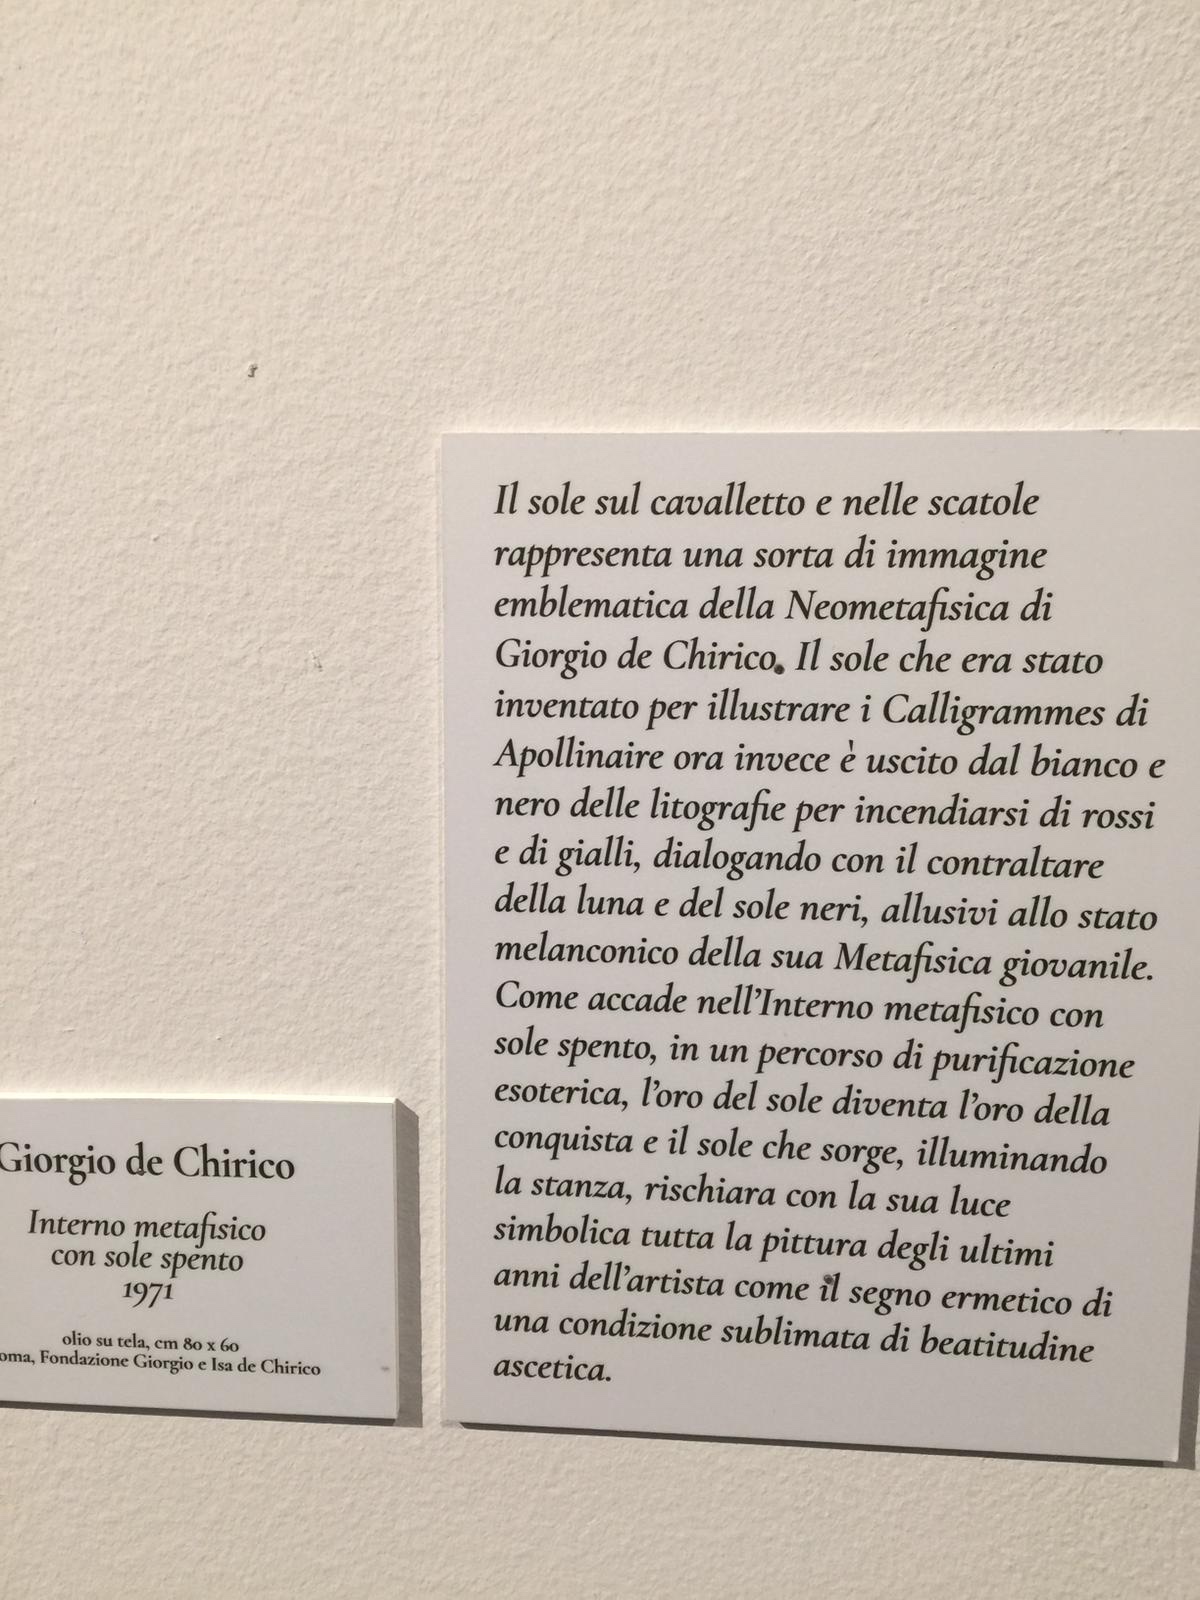 Giorgio de Chirico
Interno metafisico
con sole spento
1971
olio su tela, cm 80 x 60
oma, Fondazione Giorgio e Isa de Chirico
Il sole sul cavalletto e nelle scatole
rappresenta una sorta di immagine
emblematica della Neometafisica di
Giorgio de Chirico. Il sole che era stato
inventato per illustrare i Calligrammes di
Apollinaire ora invece è uscito dal bianco e
nero delle litografie per incendiarsi di rossi
e di gialli, dialogando con il contraltare
della luna e del sole neri, allusivi allo stato
melanconico della sua Metafisica giovanile.
Come accade nell’Interno metafisico con
sole spento, in un percorso di purificazione
esoterica, l’oro del sole diventa l’oro della
conquista e il sole che sorge, illuminando
la stanza, rischiara con la sua luce
simbolica tutta la pittura degli ultimi
anni dell’artista come il segno ermetico di
una condizione sublimata di beatitudine
ascetica.